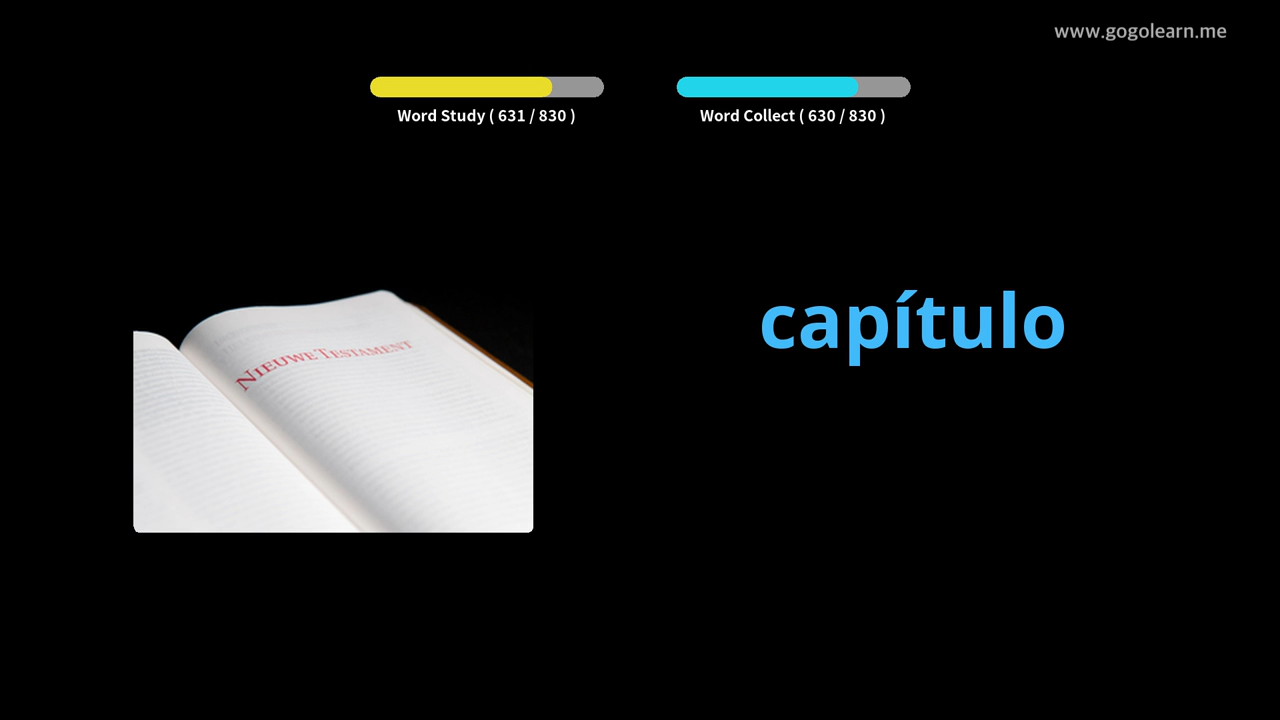 www.gogolearn.me
Word Study ( 631 / 830 )
Word Collect ( 630 / 830 )
capítulo
NIEUWE TESTAMENT